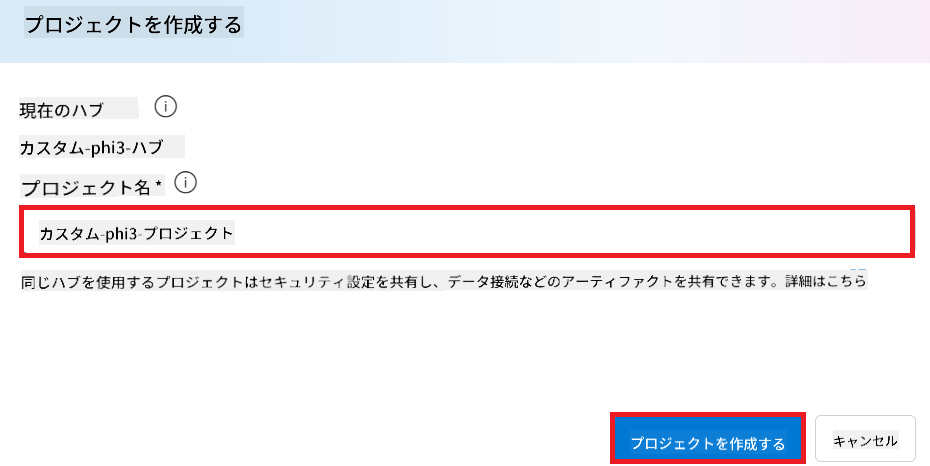 プロジェクトを作成する
現在のハブ
カスタム-phi3-ハブ
プロジェクト名 *
カスタム-phi3-プロジェクト
同じハブを使用するプロジェクトはセキュリティ設定を共有し、データ接続などのアーティファクトを共有できます。詳細はこちら
プロジェクトを作成する
キャンセル